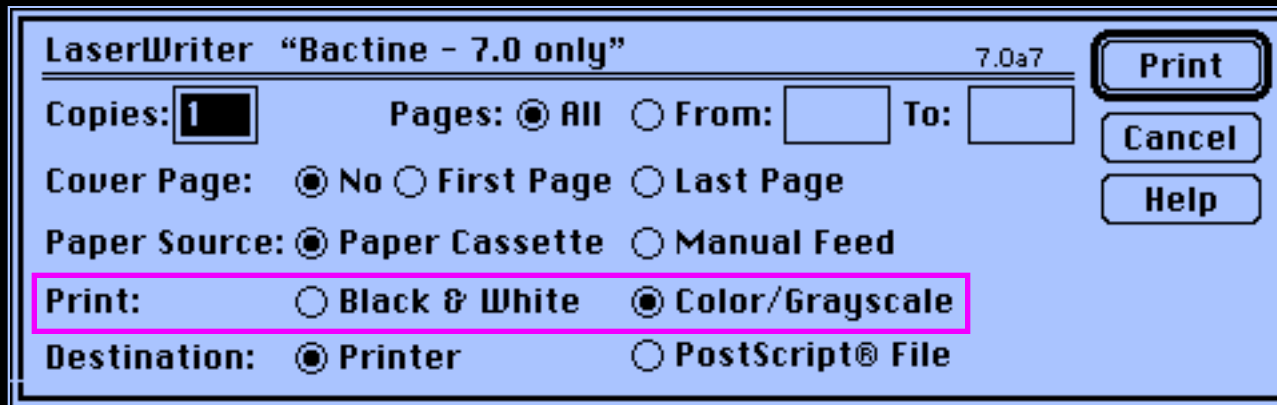 LaserWriter “Bactine - 7.0 only” 7.0a7 Print
Copies: 1 Pages: All From: To:
Cancel
Cover Page: No First Page Last Page
Help
Paper Source: Paper Cassette Manual Feed
Print: Black & White Color/Grayscale
Destination: Printer PostScript® File